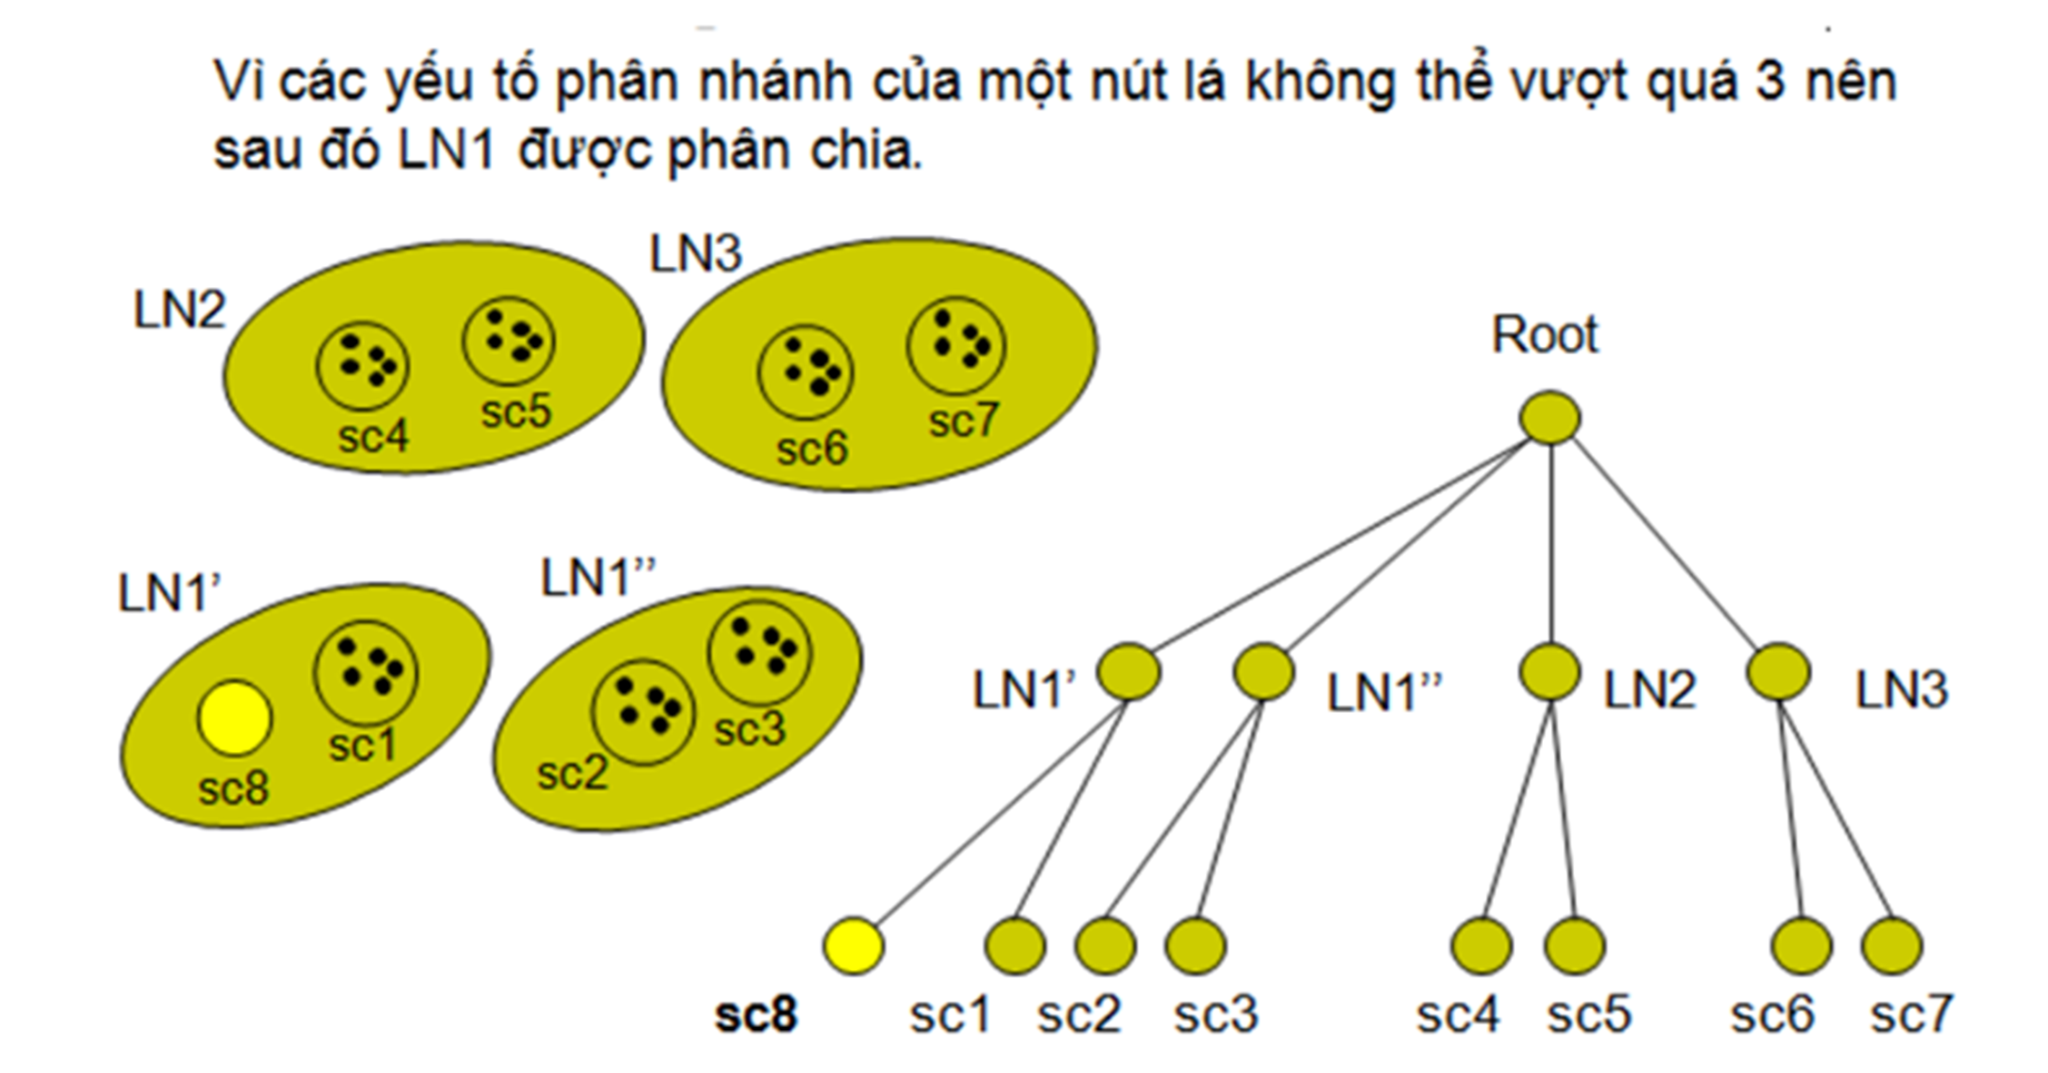 Vì các yếu tố phân nhánh của một nút lá không thể vượt quá 3 nên
sau đó LN1 được phân chia.
LN2
sc4
sc5
LN3
sc6
sc7
LN1’
sc8
sc1
LN1’’
sc2
sc3
Root
LN1’
LN1’’
LN2
LN3
sc8
sc1
sc2
sc3
sc4
sc5
sc6
sc7